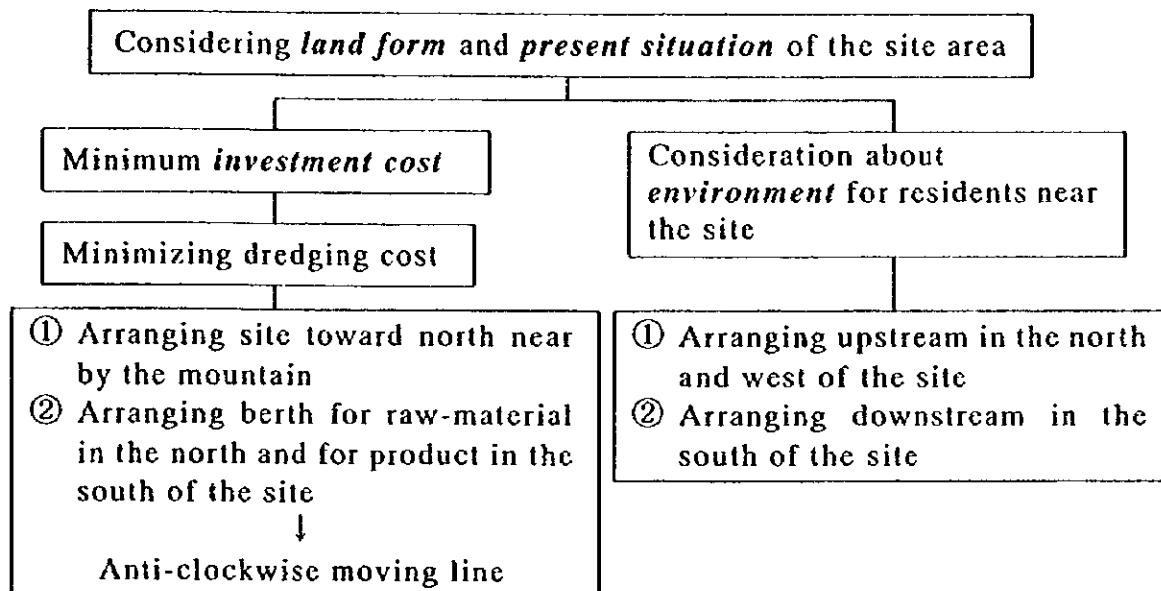 Considering land form and present situation of the site area
Minimum investment cost
Minimizing dredging cost
① Arranging site toward north near
by the mountain
② Arranging berth for raw-material
in the north and for product in the
south of the site
↓
Anti-clockwise moving line
Consideration about
environment for residents near
the site
① Arranging upstream in the north
and west of the site
② Arranging downstream in the
south of the site